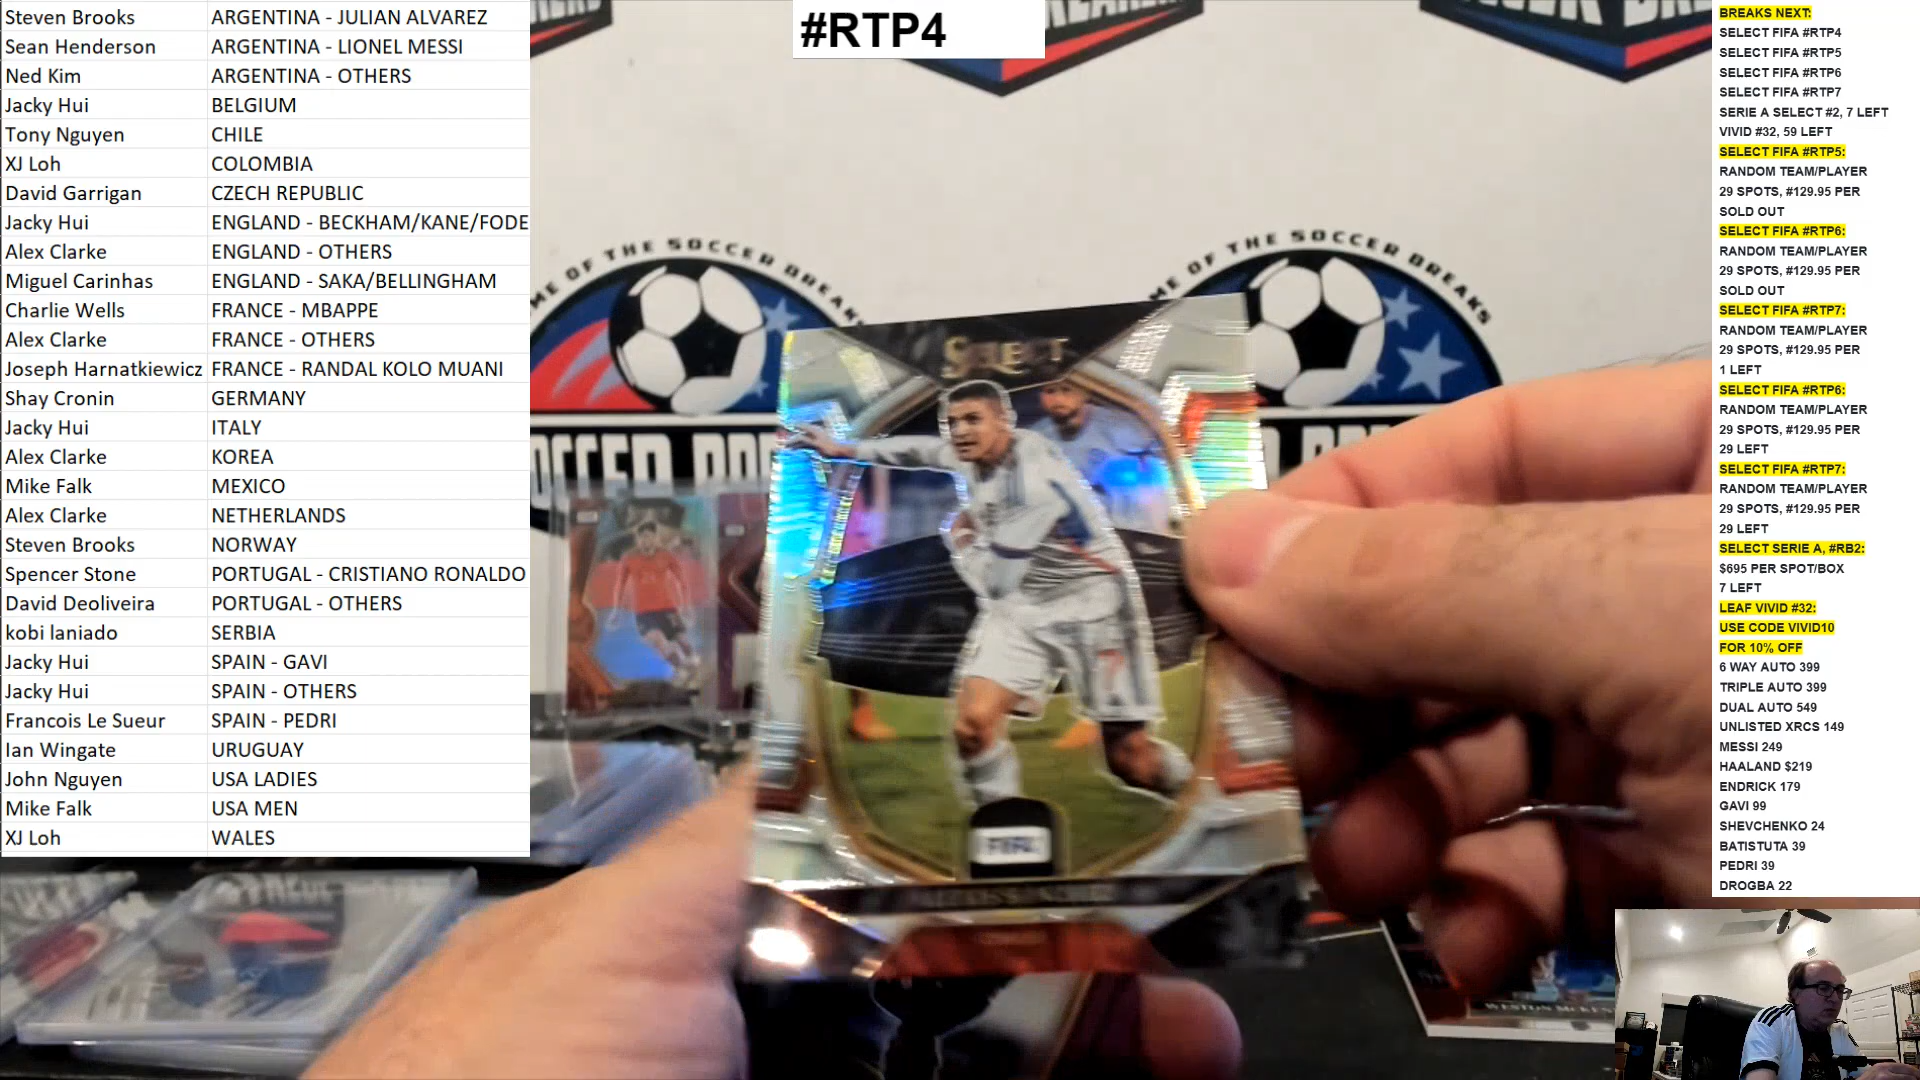 Steven Brooks ARGENTINA - JULIAN ALVAREZ
Sean Henderson ARGENTINA - LIONEL MESSI
Ned Kim ARGENTINA - OTHERS
Jacky Hui BELGIUM
Tony Nguyen CHILE
XJ Loh COLOMBIA
David Garrigan CZECH REPUBLIC
Jacky Hui ENGLAND - BECKHAM/KANE/FODE
Alex Clarke ENGLAND - OTHERS
Miguel Carinhas ENGLAND - SAKA/BELLINGHAM
Charlie Wells FRANCE - MBAPPE
Alex Clarke FRANCE - OTHERS
Joseph Harnatkiewicz FRANCE - RANDAL KOLO MUANI
Shay Cronin GERMANY
Jacky Hui ITALY
Alex Clarke KOREA
Mike Falk MEXICO
Alex Clarke NETHERLANDS
Steven Brooks NORWAY
Spencer Stone PORTUGAL - CRISTIANO RONALDO
David Deoliveira PORTUGAL - OTHERS
kobi laniado SERBIA
Jacky Hui SPAIN - GAVI
Jacky Hui SPAIN - OTHERS
Francois Le Sueur SPAIN - PEDRI
Ian Wingate URUGUAY
John Nguyen USA LADIES
Mike Falk USA MEN
XJ Loh WALES
#RTP4
ME OF THE SOCCER BREAKS
ME OF THE SOCCER BREAKS
SELECT
FIFA
BREAKS NEXT:
SELECT FIFA #RTP4
SELECT FIFA #RTP5
SELECT FIFA #RTP6
SELECT FIFA #RTP7
SERIE A SELECT #2, 7 LEFT
VIVID #32, 59 LEFT
SELECT FIFA #RTP5:
RANDOM TEAM/PLAYER
29 SPOTS, #129.95 PER
SOLD OUT
SELECT FIFA #RTP6:
RANDOM TEAM/PLAYER
29 SPOTS, #129.95 PER
SOLD OUT
SELECT FIFA #RTP7:
RANDOM TEAM/PLAYER
29 SPOTS, #129.95 PER
1 LEFT
SELECT FIFA #RTP6:
RANDOM TEAM/PLAYER
29 SPOTS, #129.95 PER
29 LEFT
SELECT FIFA #RTP7:
RANDOM TEAM/PLAYER
29 SPOTS, #129.95 PER
29 LEFT
SELECT SERIE A, #RB2:
$695 PER SPOT/BOX
7 LEFT
LEAF VIVID #32:
USE CODE VIVID10
FOR 10% OFF
6 WAY AUTO 399
TRIPLE AUTO 399
DUAL AUTO 549
UNLISTED XRCS 149
MESSI 249
HAALAND $219
ENDRICK 179
GAVI 99
SHEVCHENKO 24
BATISTUTA 39
PEDRI 39
DROGBA 22